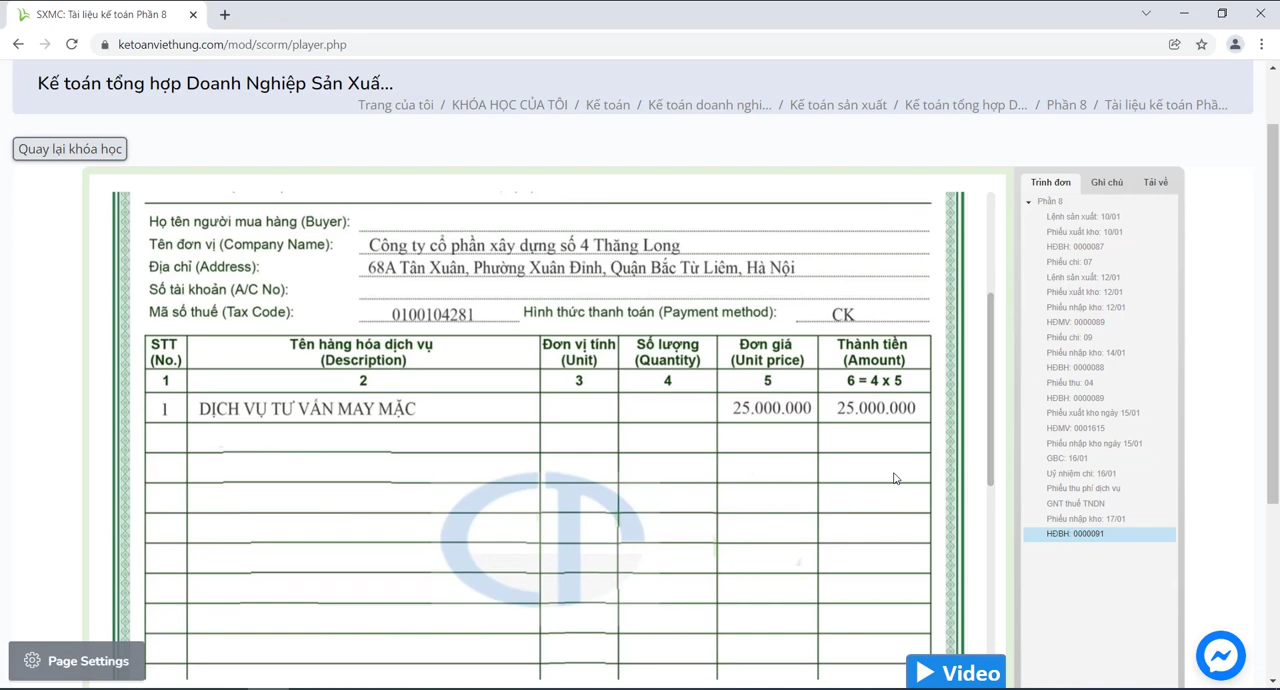 SXMC: Tài liệu kế toán Phần 8
ketoanviethung.com/mod/scorm/player.php
Kế toán tổng hợp Doanh Nghiệp Sản Xuấ...
Trang của tôi / KHÓA HỌC CỦA TÔI / Kế toán / Kế toán doanh nghi... / Kế toán sản xuất / Kế toán tổng hợp D... / Phần 8 / Tài liệu kế toán Phầ...
Quay lại khóa học
Họ tên người mua hàng (Buyer):
Tên đơn vị (Company Name): Công ty cổ phần xây dựng số 4 Thăng Long
Địa chỉ (Address): 68A Tân Xuân, Phường Xuân Đỉnh, Quận Bắc Từ Liêm, Hà Nội
Số tài khoản (A/C No):
Mã số thuế (Tax Code): 0100104281 Hình thức thanh toán (Payment method): CK
STT Tên hàng hóa dịch vụ Đơn vị tính Số lượng Đơn giá Thành tiền
(No.) (Description) (Unit) (Quantity) (Unit price) (Amount)
1 2 3 4 5 6 = 4 x 5
1 DỊCH VỤ TƯ VẤN MAY MẶC 25.000.000 25.000.000
Trình đơn Ghi chú Tải về
Phần 8
Lệnh sản xuất: 10/01
Phiếu xuất kho: 10/01
HĐBH: 0000087
Phiếu chi: 07
Lệnh sản xuất: 12/01
Phiếu xuất kho: 12/01
Phiếu nhập kho: 12/01
HĐMV: 0000089
Phiếu chi: 09
Phiếu nhập kho: 14/01
HĐBH: 0000088
Phiếu thu: 04
HĐBH: 0000089
Phiếu xuất kho ngày 15/01
HĐMV: 0001615
Phiếu nhập kho ngày 15/01
GBC: 16/01
Uỷ nhiệm chi: 16/01
Phiếu thu phí dịch vụ
GNT thuế TNDN
Phiếu nhập kho: 17/01
HĐBH: 0000091
Page Settings
Video